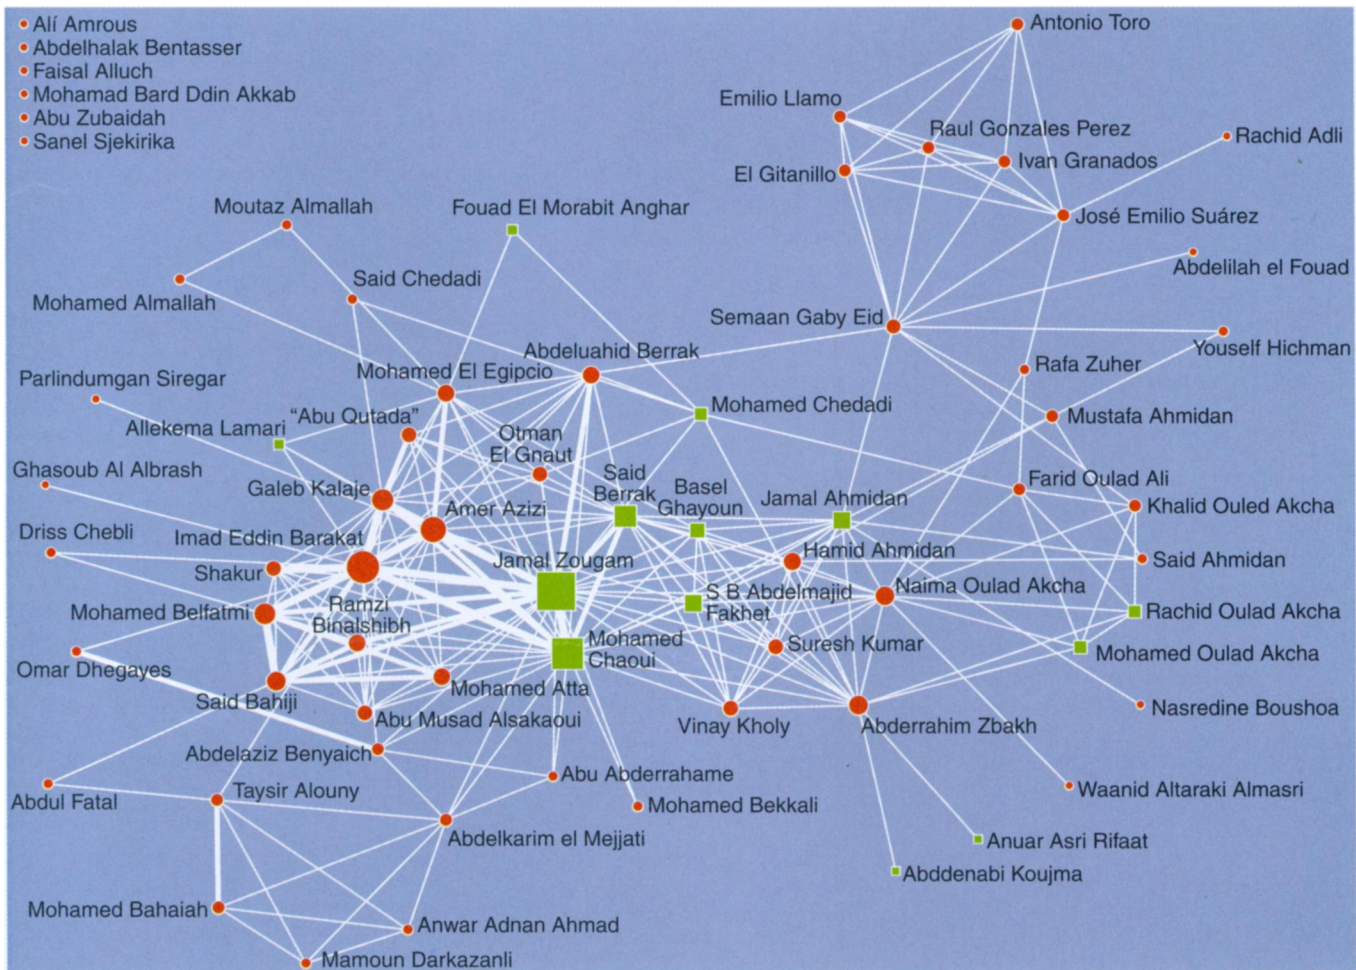 Alí Amrous
Abdelhalak Bentasser
Faisal Alluch
Mohamad Bard Ddin Akkab
Abu Zubaidah
Sanel Sjekirika
Antonio Toro
Emilio Llamo
Raul Gonzales Perez
Rachid Adli
Ivan Granados
El Gitanillo
Moutaz Almallah
Fouad El Morabit Anghar
José Emilio Suárez
Abdelilah el Fouad
Said Chedadi
Mohamed Almallah
Semaan Gaby Eid
Youself Hichman
Abdeluahid Berrak
Rafa Zuher
Mohamed El Egipcio
Parlindumgan Siregar
Mohamed Chedadi
"Abu Qutada"
Mustafa Ahmidan
Allekema Lamari
Otman
El Gnaut
Ghasoub Al Albrash
Said
Berrak
Farid Oulad Ali
Galeb Kalaje
Basel
Ghayoun
Jamal Ahmidan
Khalid Ouled Akcha
Amer Azizi
Driss Chebli
Imad Eddin Barakat
Hamid Ahmidan
Said Ahmidan
Jamal Zougam
Shakur
Naima Oulad Akcha
S B Abdelmajid
Fakhet
Mohamed Belfatmi
Ramzi
Binalshibh
Rachid Oulad Akcha
Mohamed
Chaoui
Suresh Kumar
Mohamed Oulad Akcha
Omar Dhegayes
Mohamed Atta
Said Bahiji
Nasredine Boushoa
Abu Musad Alsakaoui
Vinay Kholy
Abderrahim Zbakh
Abdelaziz Benyaich
Abu Abderrahame
Waanid Altaraki Almasri
Taysir Alouny
Abdul Fatal
Mohamed Bekkali
Abdelkarim el Mejjati
Anuar Asri Rifaat
Abddenabi Koujma
Mohamed Bahaiah
Anwar Adnan Ahmad
Mamoun Darkazanli